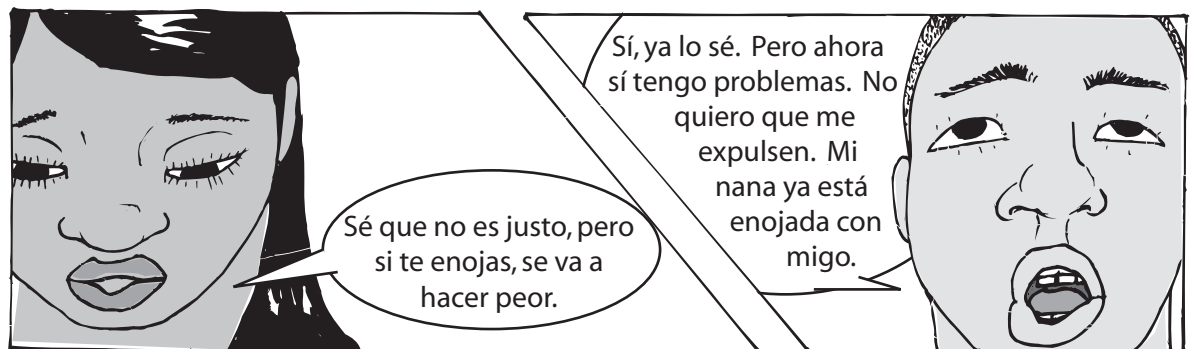 Sé que no es justo, pero
si te enojas, se va a
hacer peor.
Sí, ya lo sé. Pero ahora
sí tengo problemas. No
quiero que me
expulsen. Mi
nana ya está
enojada con
migo.